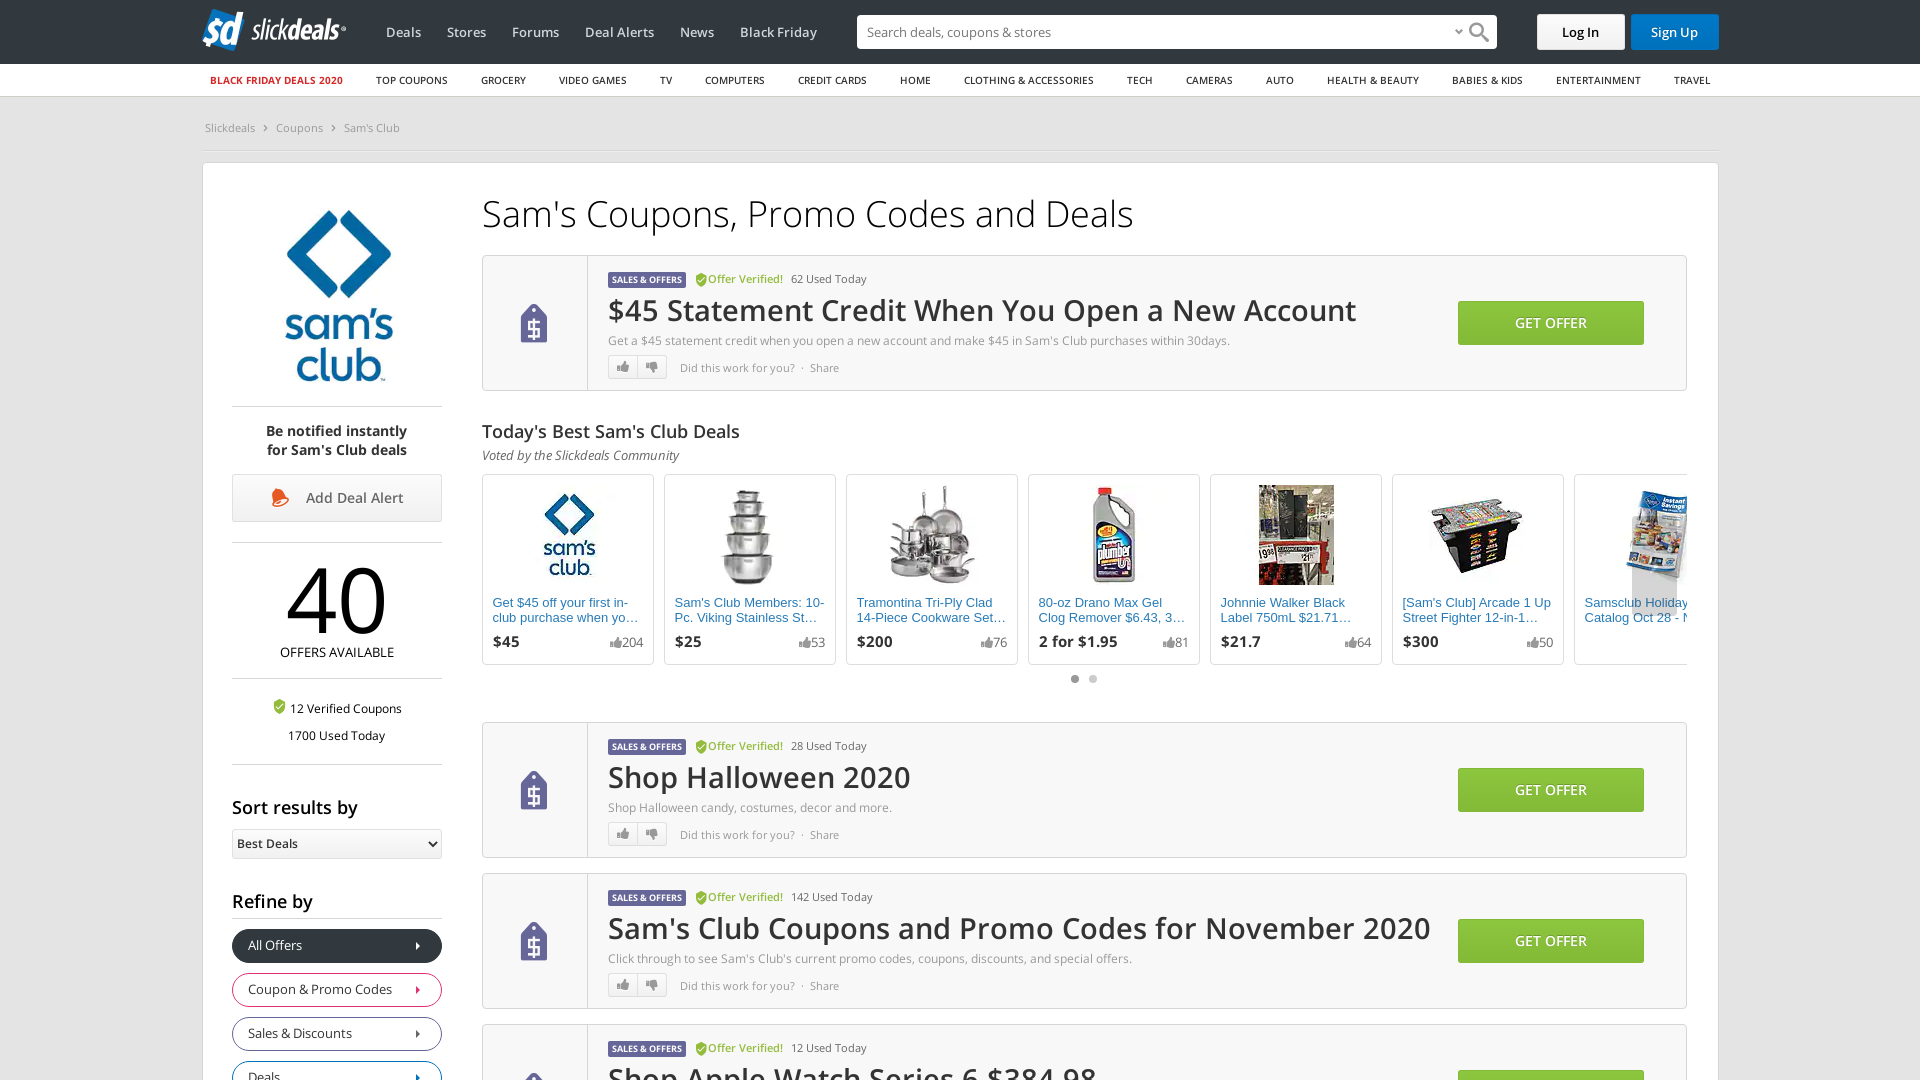 sd slickdeals
Deals
Stores
Forums
Deal Alerts
News
Black Friday
Search deals, coupons & stores
Log In
Sign Up
BLACK FRIDAY DEALS 2020
TOP COUPONS
GROCERY
VIDEO GAMES
TV
COMPUTERS
CREDIT CARDS
HOME
CLOTHING & ACCESSORIES
TECH
CAMERAS
AUTO
HEALTH & BEAUTY
BABIES & KIDS
ENTERTAINMENT
TRAVEL
Slickdeals > Coupons > Sam's Club
sam's
club™
Be notified instantly
for Sam's Club deals
Add Deal Alert
40
OFFERS AVAILABLE
12 Verified Coupons
1700 Used Today
Sort results by
Best Deals
Refine by
All Offers
Coupon & Promo Codes
Sales & Discounts
Deals
Sam's Coupons, Promo Codes and Deals
SALES & OFFERS Offer Verified! 62 Used Today
$45 Statement Credit When You Open a New Account
Get a $45 statement credit when you open a new account and make $45 in Sam's Club purchases within 30days.
Did this work for you? · Share
GET OFFER
Today's Best Sam's Club Deals
Voted by the Slickdeals Community
sam's
club
Get $45 off your first in-
club purchase when yo…
$45 204
Sam's Club Members: 10-
Pc. Viking Stainless St…
$25 53
Tramontina Tri-Ply Clad
14-Piece Cookware Set…
$200 76
plumber
80-oz Drano Max Gel
Clog Remover $6.43, 3…
2 for $1.95 81
Johnnie Walker Black
Label 750mL $21.71…
$21.7 64
[Sam's Club] Arcade 1 Up
Street Fighter 12-in-1…
$300 50
Instant
Savings
Samsclub Holiday
Catalog Oct 28 - N
SALES & OFFERS Offer Verified! 28 Used Today
Shop Halloween 2020
Shop Halloween candy, costumes, decor and more.
Did this work for you? · Share
GET OFFER
SALES & OFFERS Offer Verified! 142 Used Today
Sam's Club Coupons and Promo Codes for November 2020
Click through to see Sam's Club's current promo codes, coupons, discounts, and special offers.
Did this work for you? · Share
GET OFFER
SALES & OFFERS Offer Verified! 12 Used Today
Shop Apple Watch Series 6 $384.98